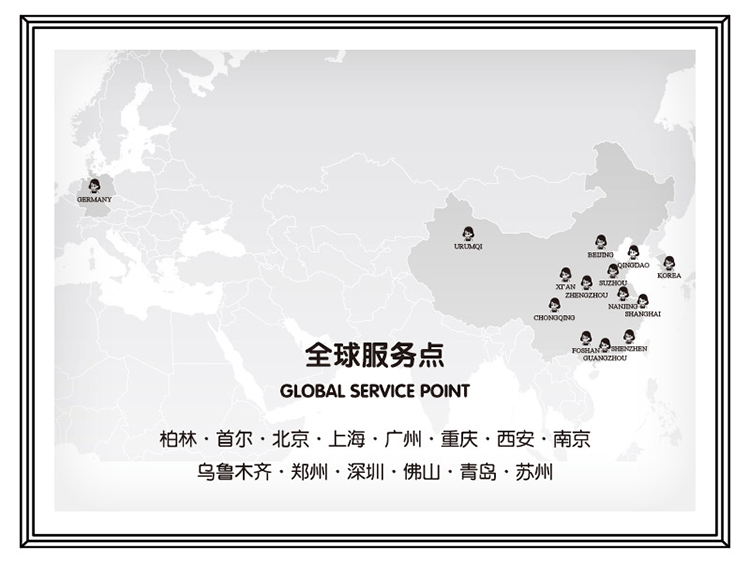 GERMANY
URUMQI
BEIJING
QINGDAO
KOREA
XI'AN
SUZHOU
ZHENGZHOU
NANJING
SHANGHAI
CHONGQING
FOSHAN
SHENZHEN
GUANGZHOU
全球服务点
GLOBAL SERVICE POINT
柏林·首尔·北京·上海·广州·重庆·西安·南京
乌鲁木齐·郑州·深圳·佛山·青岛·苏州